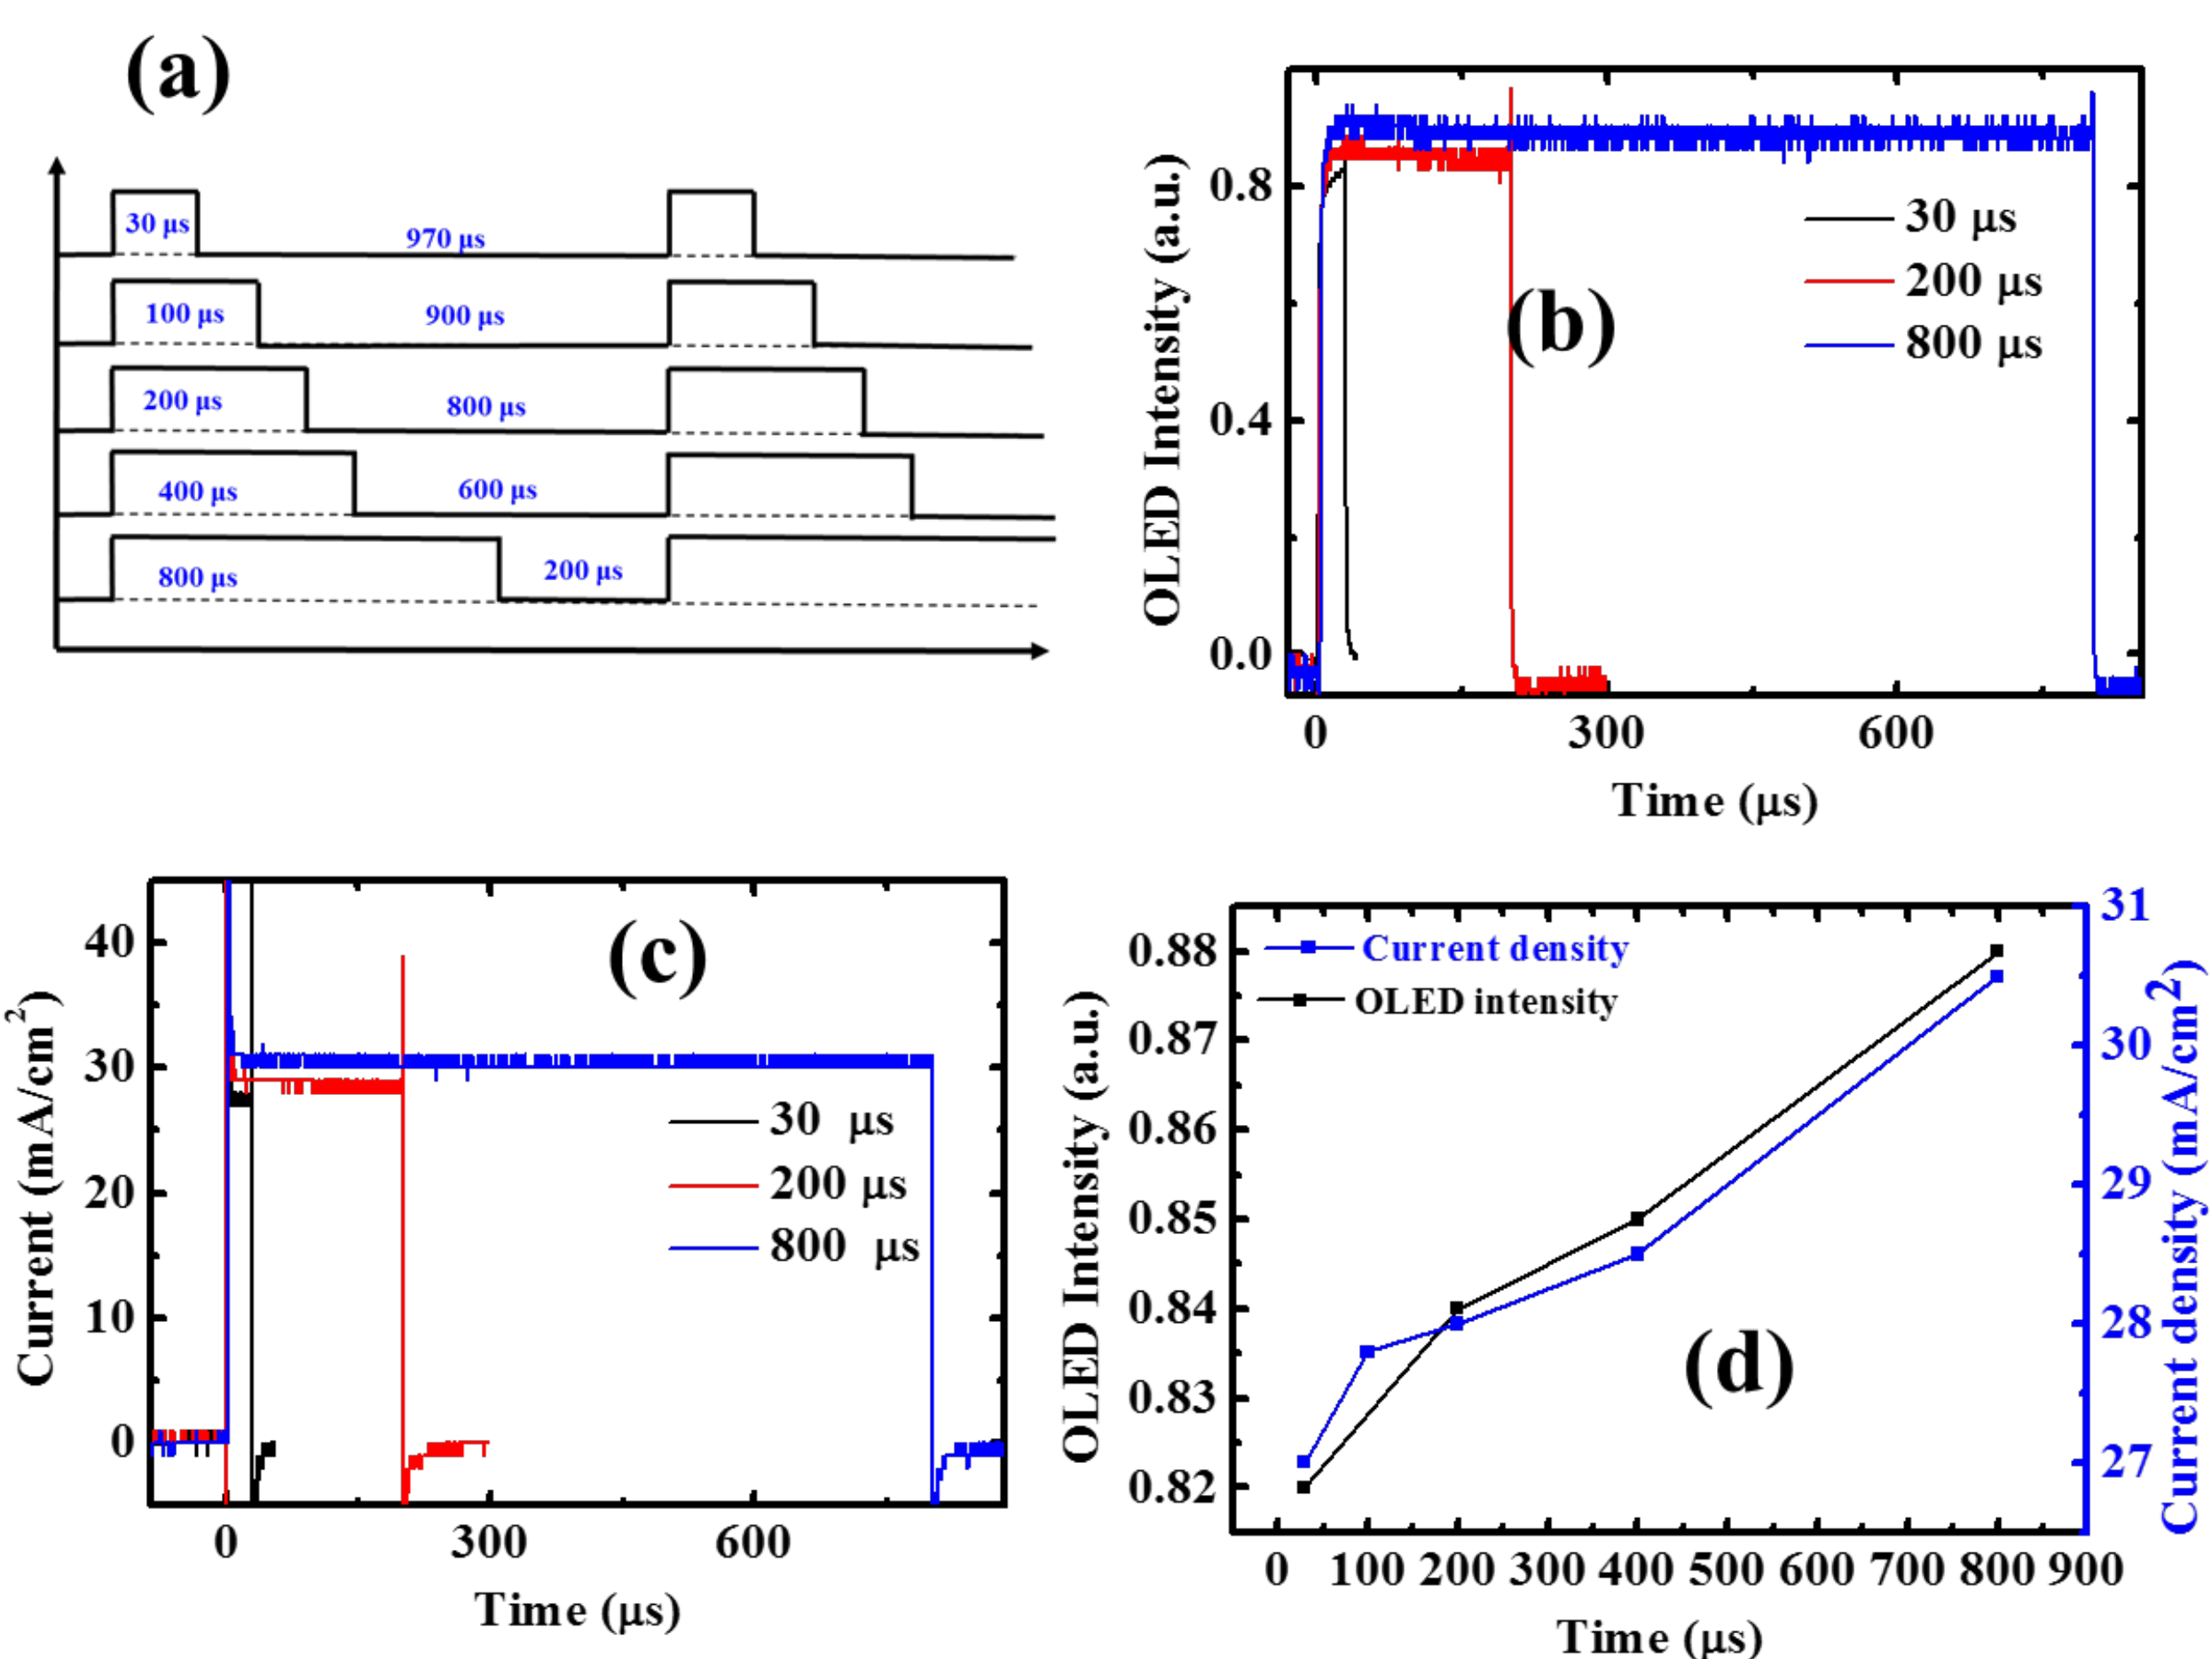 (a)
30 μs
970 μs
100 μs
900 μs
200 μs
800 μs
400 μs
600 μs
800 μs
200 μs
OLED Intensity (a.u.)
0.8
0.4
0.0
30 μs
200 μs
800 μs
(b)
0 300 600
Time (μs)
Current (mA/cm²)
40
30
20
10
0
(c)
30 μs
200 μs
800 μs
0 300 600
Time (μs)
OLED Intensity (a.u.)
0.88
0.87
0.86
0.85
0.84
0.83
0.82
Current density
OLED intensity
(d)
31
30
29
28
27
Current density (mA/cm²)
0 100 200 300 400 500 600 700 800 900
Time (μs)